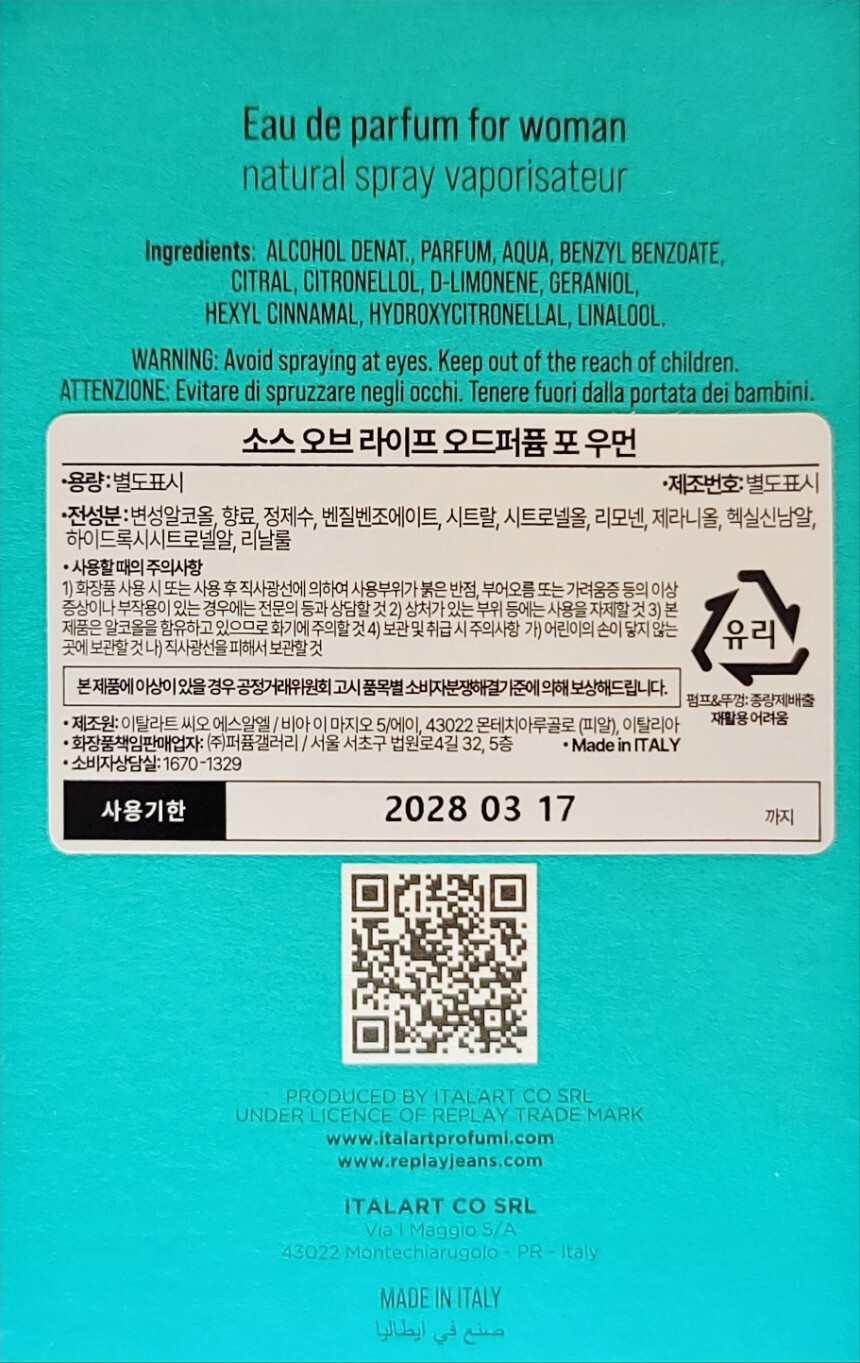 Eau de parfum for woman
natural spray vaporisateur
Ingredients: ALCOHOL DENAT., PARFUM, AQUA, BENZYL BENZOATE,
CITRAL, CITRONELLOL, D-LIMONENE, GERANIOL,
HEXYL CINNAMAL, HYDROXYCITRONELLAL, LINALOOL.
WARNING: Avoid spraying at eyes. Keep out of the reach of children.
ATTENZIONE: Evitare di spruzzare negli occhi. Tenere fuori dalla portata dei bambini.
소스 오브 라이프 오드퍼퓸 포 우먼
•용량: 별도표시 •제조번호: 별도표시
•전성분: 변성알코올, 향료, 정제수, 벤질벤조에이트, 시트랄, 시트로넬올, 리모넨, 제라니올, 헥실신남알,
하이드록시시트로넬알, 리날룰
• 사용할 때의 주의사항
1) 화장품 사용 시 또는 사용 후 직사광선에 의하여 사용부위가 붉은 반점, 부어오름 또는 가려움증 등의 이상
증상이나 부작용이 있는 경우에는 전문의 등과 상담할 것 2) 상처가 있는 부위 등에는 사용을 자제할 것 3) 본
제품은 알코올을 함유하고 있으므로 화기에 주의할 것 4) 보관 및 취급 시 주의사항 가) 어린이의 손이 닿지 않는
곳에 보관할 것 나) 직사광선을 피해서 보관할 것
유리
본 제품에 이상이 있을 경우 공정거래위원회 고시 품목별 소비자분쟁해결기준에 의해 보상해드립니다.
펌프&뚜껑: 종량제배출
재활용 어려움
• 제조원: 이탈라트 씨오 에스알엘 / 비아 이 마지오 5/에이, 43022 몬테치아루골로 (피알), 이탈리아
• 화장품책임판매업자: ㈜퍼퓸갤러리 / 서울 서초구 법원로4길 32, 5층 • Made in ITALY
• 소비자상담실: 1670-1329
사용기한 2028 03 17 까지
PRODUCED BY ITALART CO SRL
UNDER LICENCE OF REPLAY TRADE MARK
www.italartprofumi.com
www.replayjeans.com
ITALART CO SRL
Via I Maggio 5/A
43022 Montechiarugolo - PR - Italy
MADE IN ITALY
صنع في ايطاليا